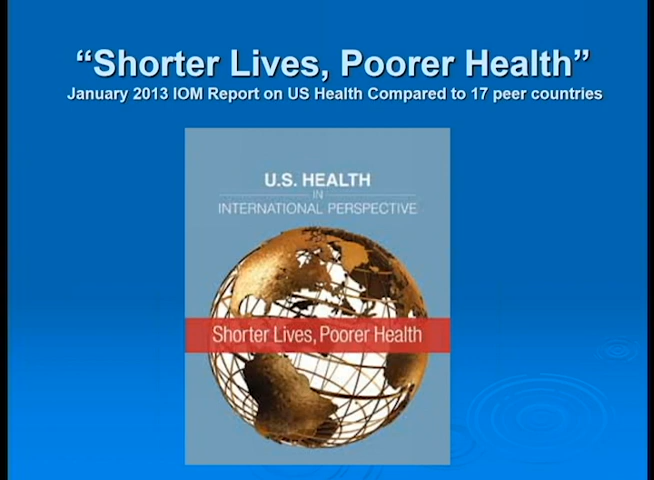 “Shorter Lives, Poorer Health”
January 2013 IOM Report on US Health Compared to 17 peer countries
U.S. HEALTH
IN
INTERNATIONAL PERSPECTIVE
Shorter Lives, Poorer Health